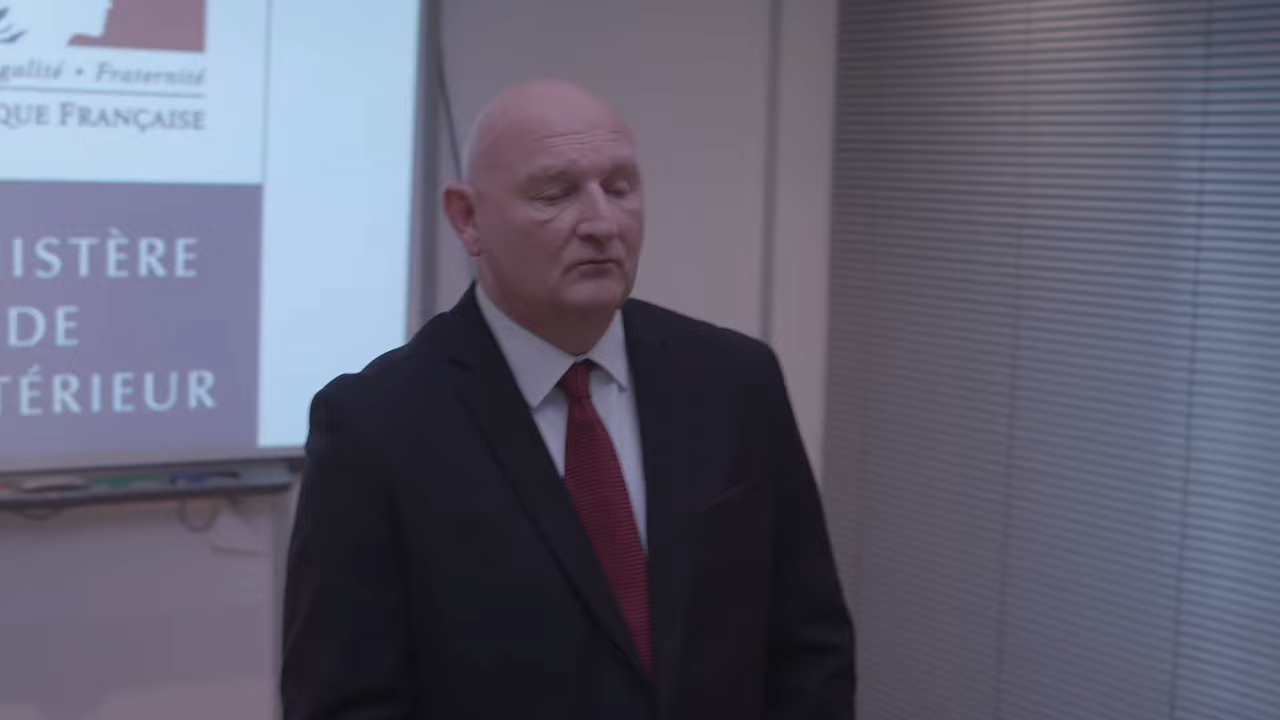 galité • Fraternité
QUE FRANÇAISE
ISTÈRE
DE
TÉRIEUR